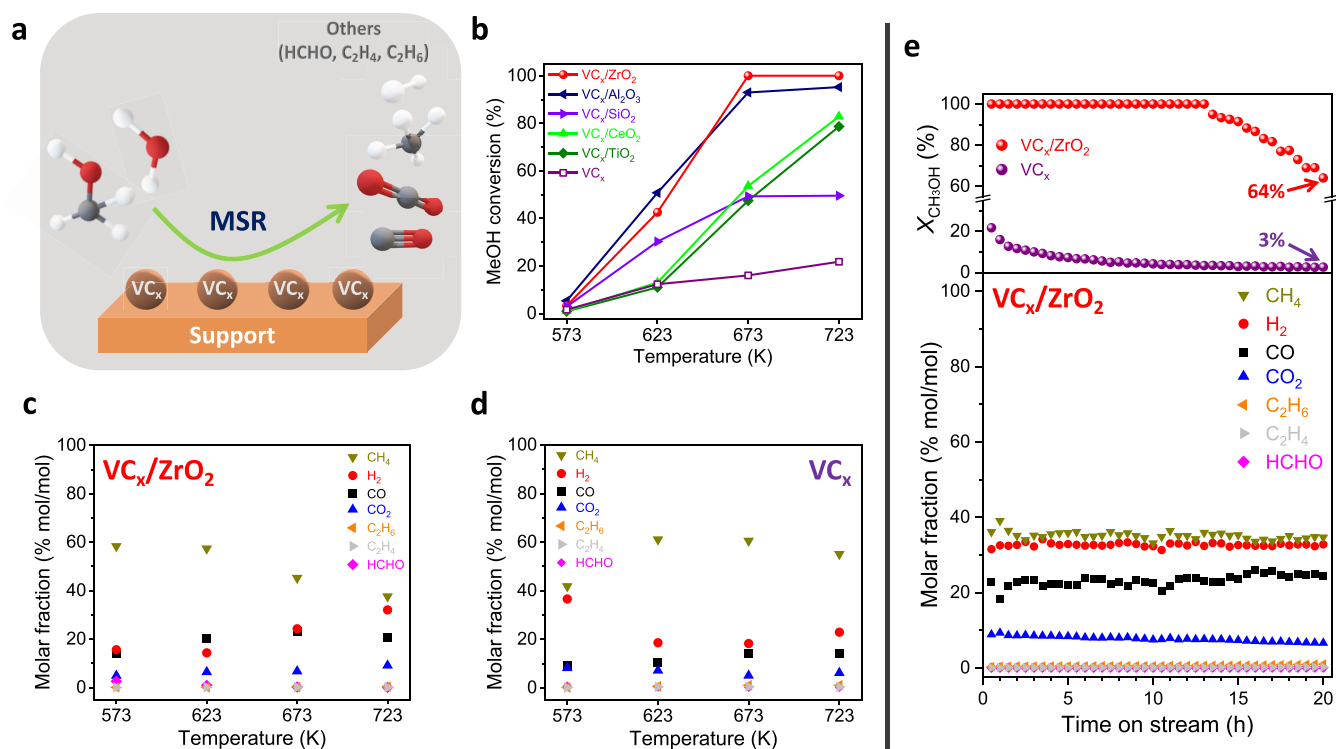 a
Others
(HCHO, C₂H₄, C₂H₆)
MSR
VCₓ VCₓ VCₓ VCₓ
Support
b
MeOH conversion (%)
100
80
60
40
20
0
VCₓ/ZrO₂
VCₓ/Al₂O₃
VCₓ/SiO₂
VCₓ/CeO₂
VCₓ/TiO₂
VCₓ
573 623 673 723
Temperature (K)
c
Molar fraction (% mol/mol)
100
80
60
40
20
0
VCₓ/ZrO₂
CH₄
H₂
CO
CO₂
C₂H₆
C₂H₄
HCHO
573 623 673 723
Temperature (K)
d
Molar fraction (% mol/mol)
100
80
60
40
20
0
CH₄
H₂
CO
CO₂
C₂H₆
C₂H₄
HCHO
VCₓ
573 623 673 723
Temperature (K)
e
X CH₃OH (%)
100
80
60
20
0
VCₓ/ZrO₂
VCₓ
64%
3%
Molar fraction (% mol/mol)
100
80
60
40
20
0
VCₓ/ZrO₂
CH₄
H₂
CO
CO₂
C₂H₆
C₂H₄
HCHO
0 5 10 15 20
Time on stream (h)